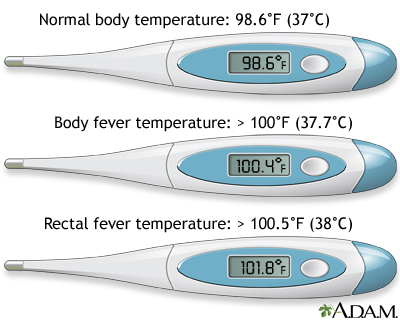 Normal body temperature: 98.6°F (37°C)
98.6°F
Body fever temperature: > 100°F (37.7°C)
100.4°F
Rectal fever temperature: > 100.5°F (38°C)
101.8°F
ADAM.